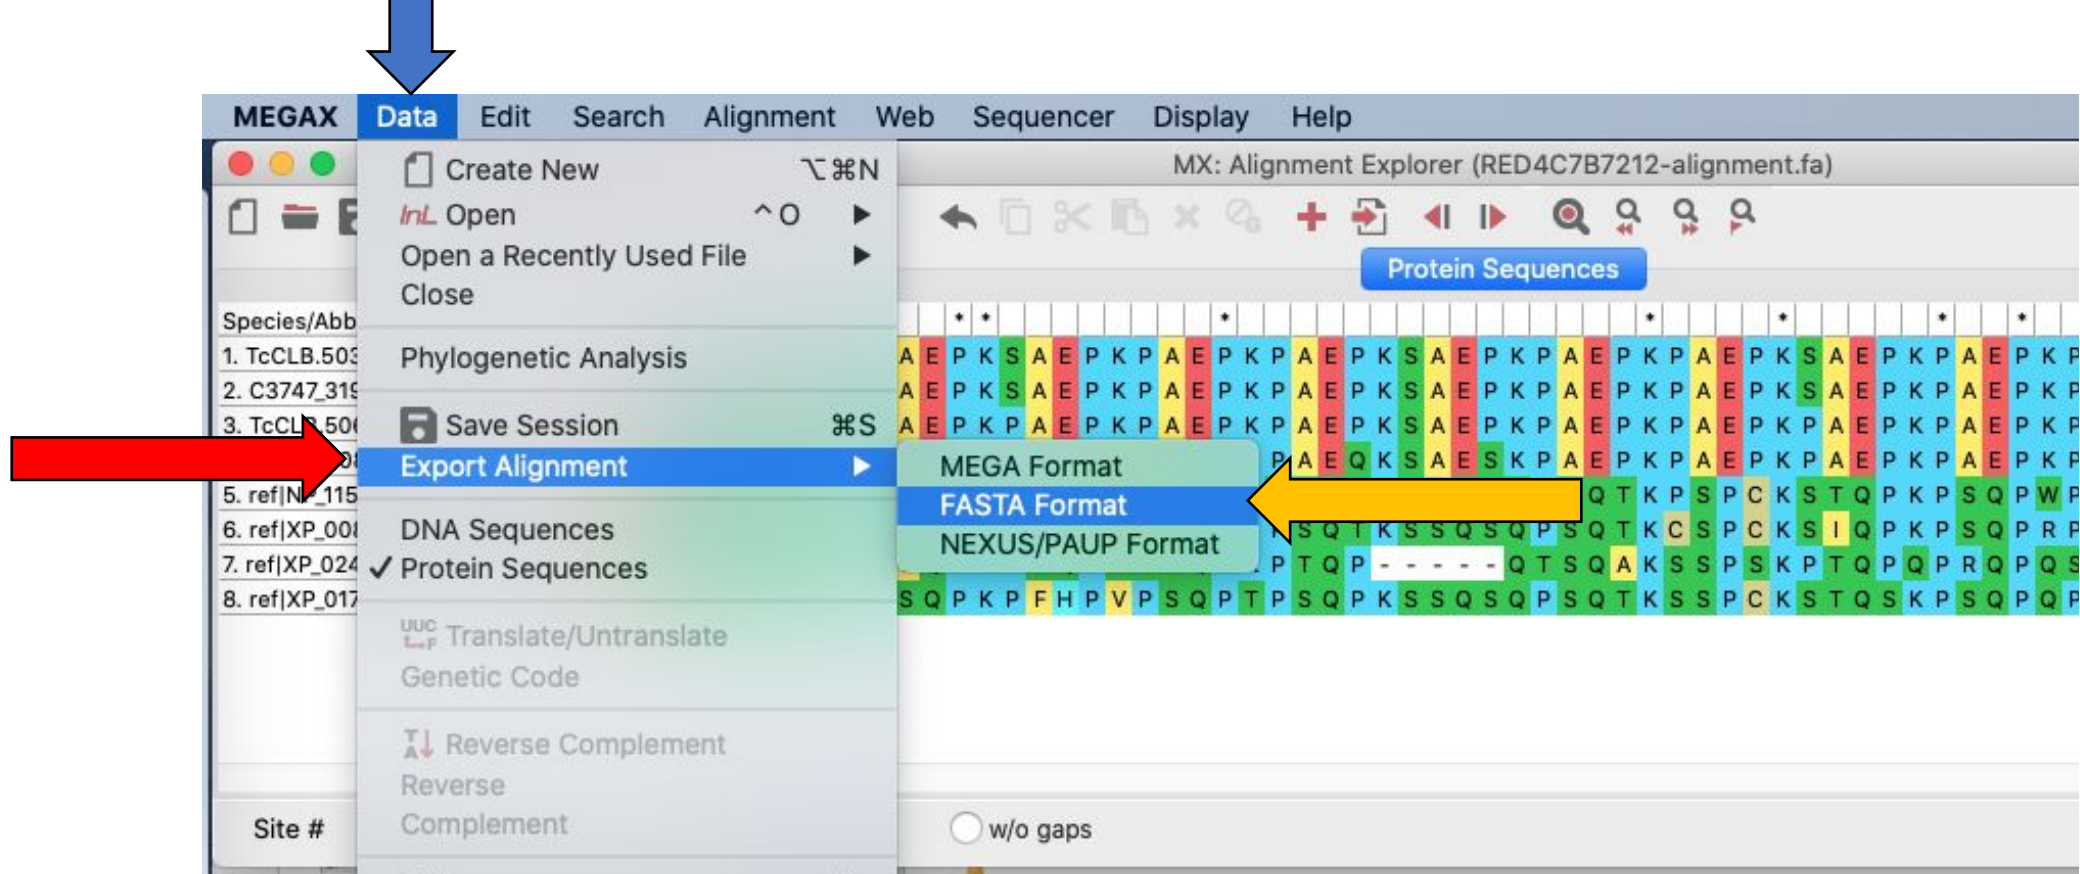 MEGAX Data Edit Search Alignment Web Sequencer Display Help
MX: Alignment Explorer (RED4C7B7212-alignment.fa)
Create New ⌥⌘N
Open ^O
Open a Recently Used File
Close
Protein Sequences
Species/Abb
* * * * * * *
Phylogenetic Analysis
Save Session ⌘S
Export Alignment
MEGA Format
FASTA Format
NEXUS/PAUP Format
DNA Sequences
✓ Protein Sequences
Translate/Untranslate
Genetic Code
Reverse Complement
Reverse
Complement
1. TcCLB.503 A E P K S A E P K P A E P K P A E P K S A E P K P A E P K P A E P K S A E P K P A E P K P
2. C3747_319 A E P K S A E P K P A E P K P A E P K S A E P K P A E P K P A E P K S A E P K P A E P K P
3. TcCLB.506 A E P K P A E P K P A E P K P A E P K S A E P K P A E P K P A E P K P A E P K P A E P K P
P A E Q K S A E S K P A E P K P A E P K P A E P K P A E P K P
5. ref|NP_115 Q T K P S P C K S T Q P K P S Q P W P
6. ref|XP_008 P S Q T K S S Q S Q P S Q T K C S P C K S I Q P K P S Q P R P
7. ref|XP_024 P T Q P - - - - - Q T S Q A K S S P S K P T Q P Q P R Q P Q S
8. ref|XP_017 S Q P K P F H P V P S Q P T P S Q P K S S Q S Q P S Q T K S S P C K S T Q S K P S Q P Q P
Site #
w/o gaps